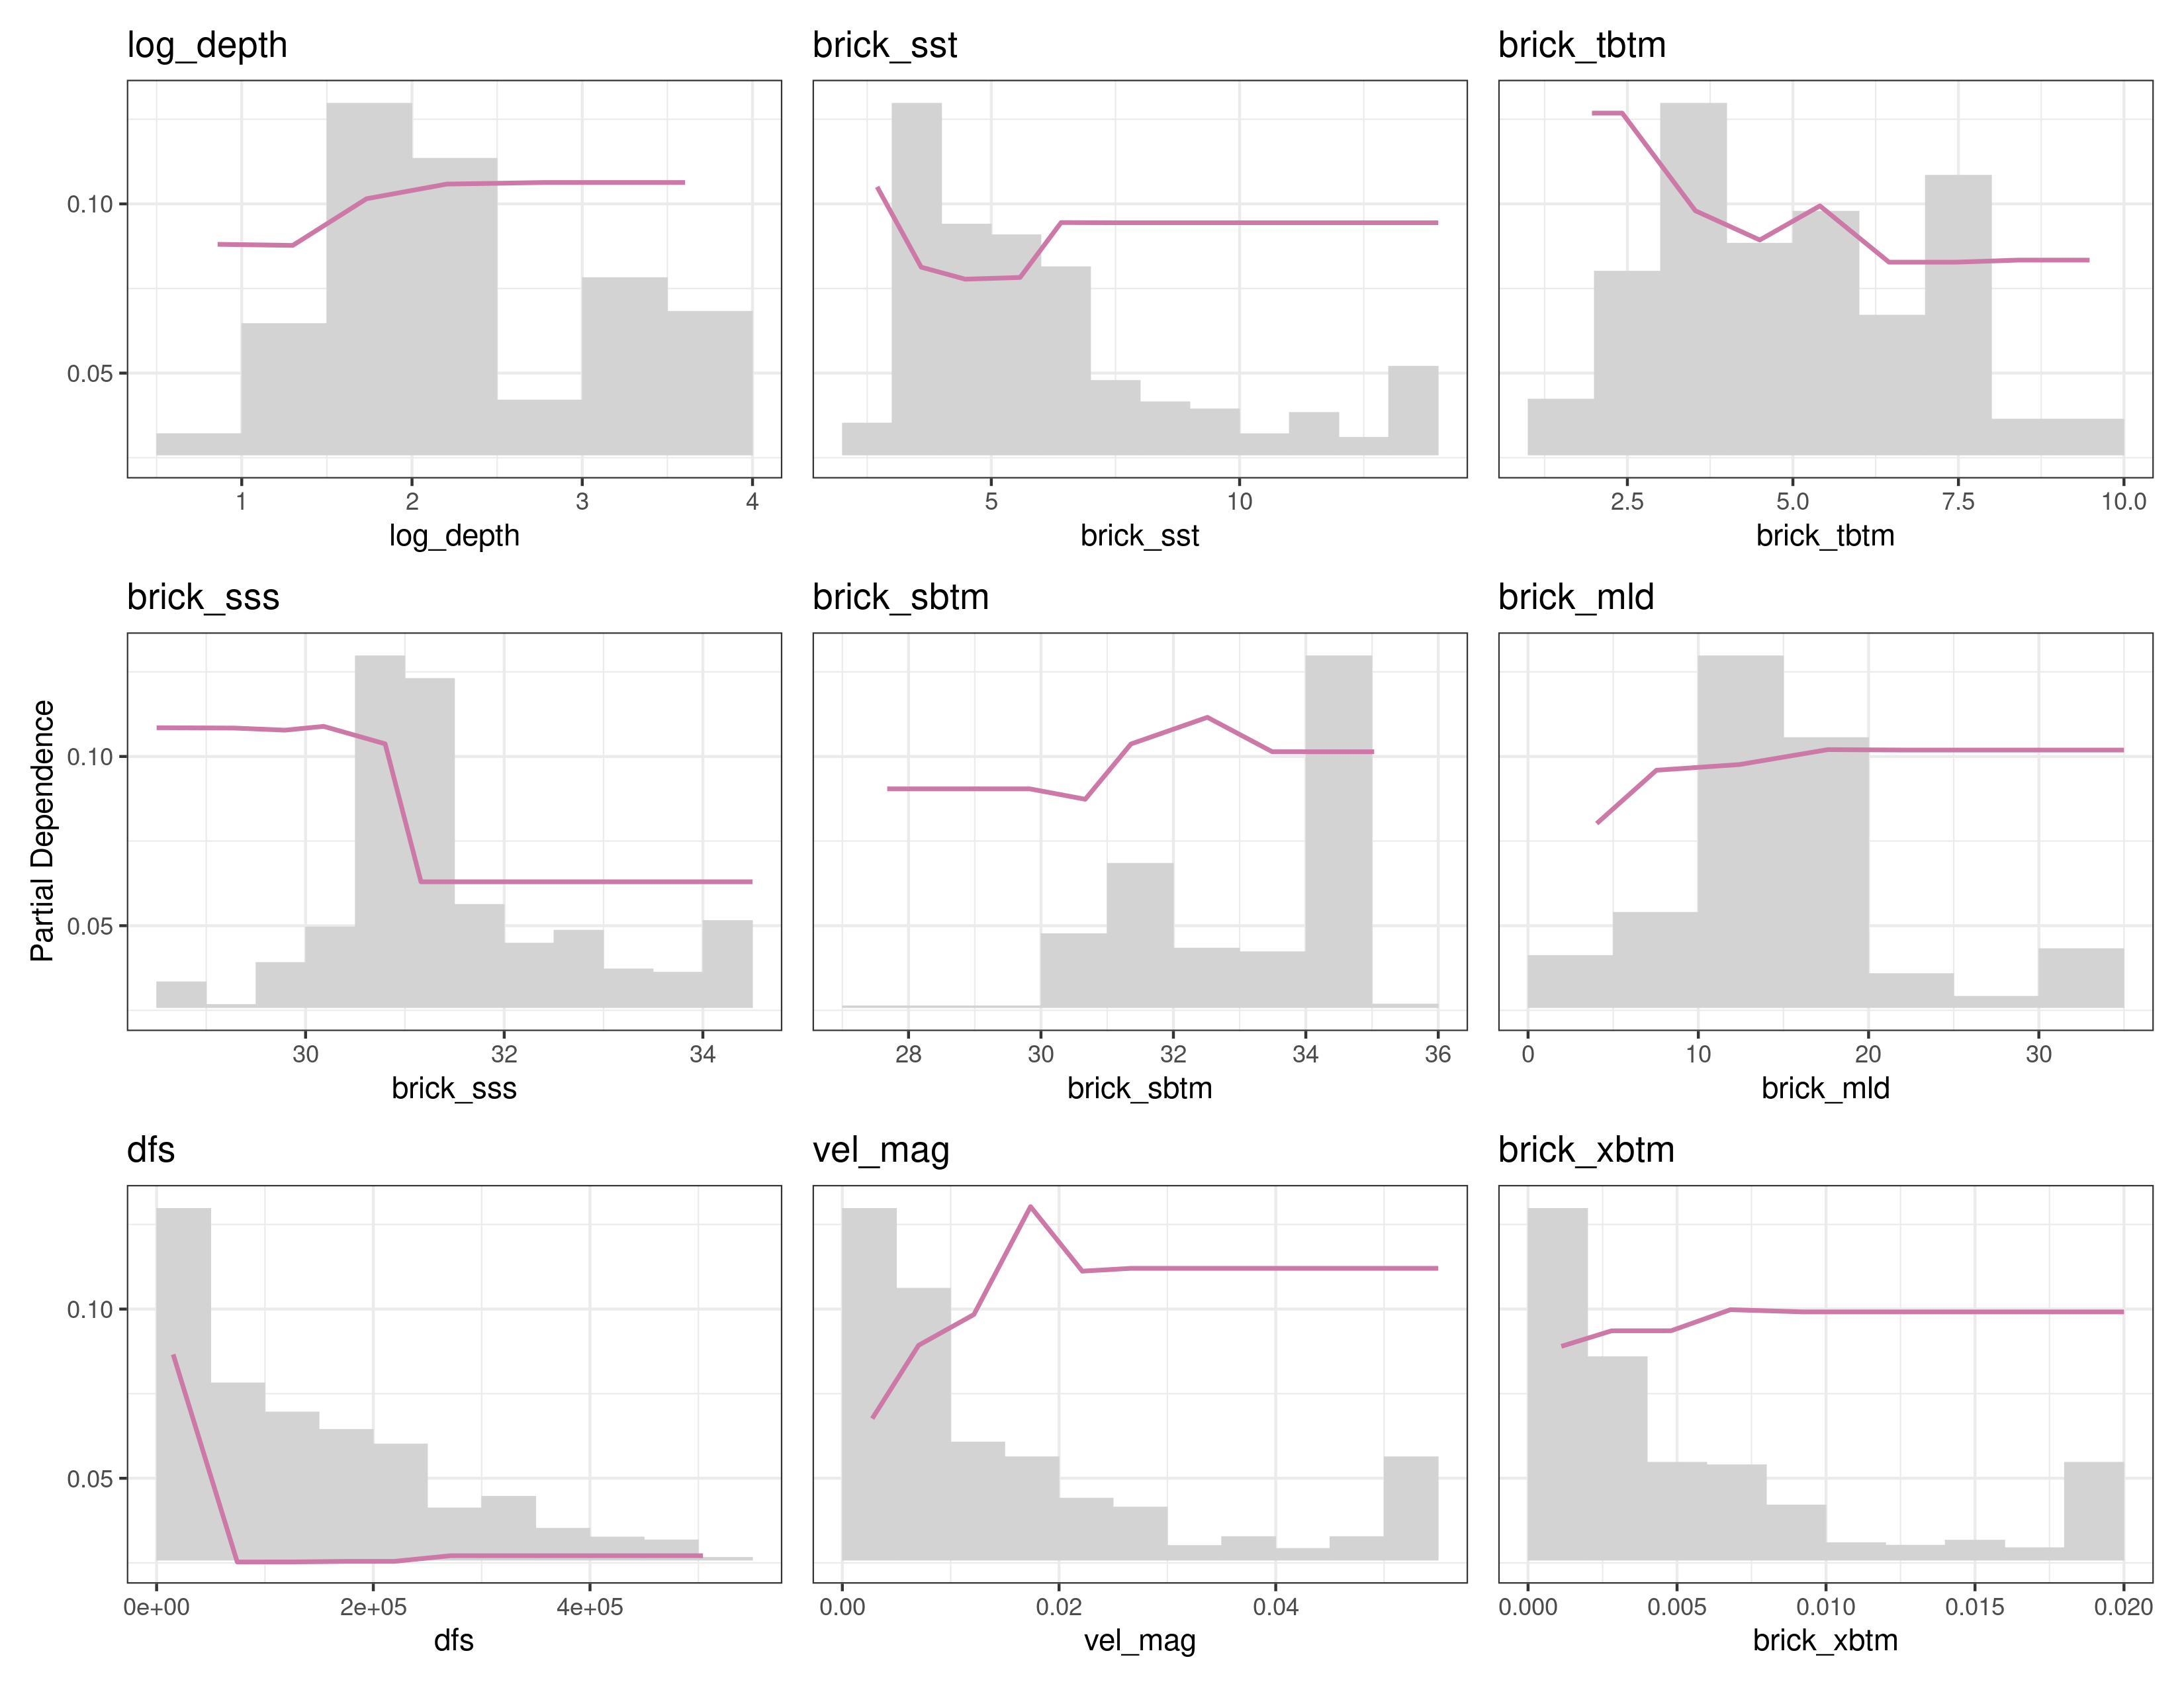 log_depth
brick_sst
brick_tbtm
0.10
0.05
1 2 3 4
5 10
2.5 5.0 7.5 10.0
log_depth
brick_sst
brick_tbtm
brick_sss
brick_sbtm
brick_mld
Partial Dependence
0.10
0.05
30 32 34
28 30 32 34 36
0 10 20 30
brick_sss
brick_sbtm
brick_mld
dfs
vel_mag
brick_xbtm
0.10
0.05
0e+00 2e+05 4e+05
0.00 0.02 0.04
0.000 0.005 0.010 0.015 0.020
dfs
vel_mag
brick_xbtm